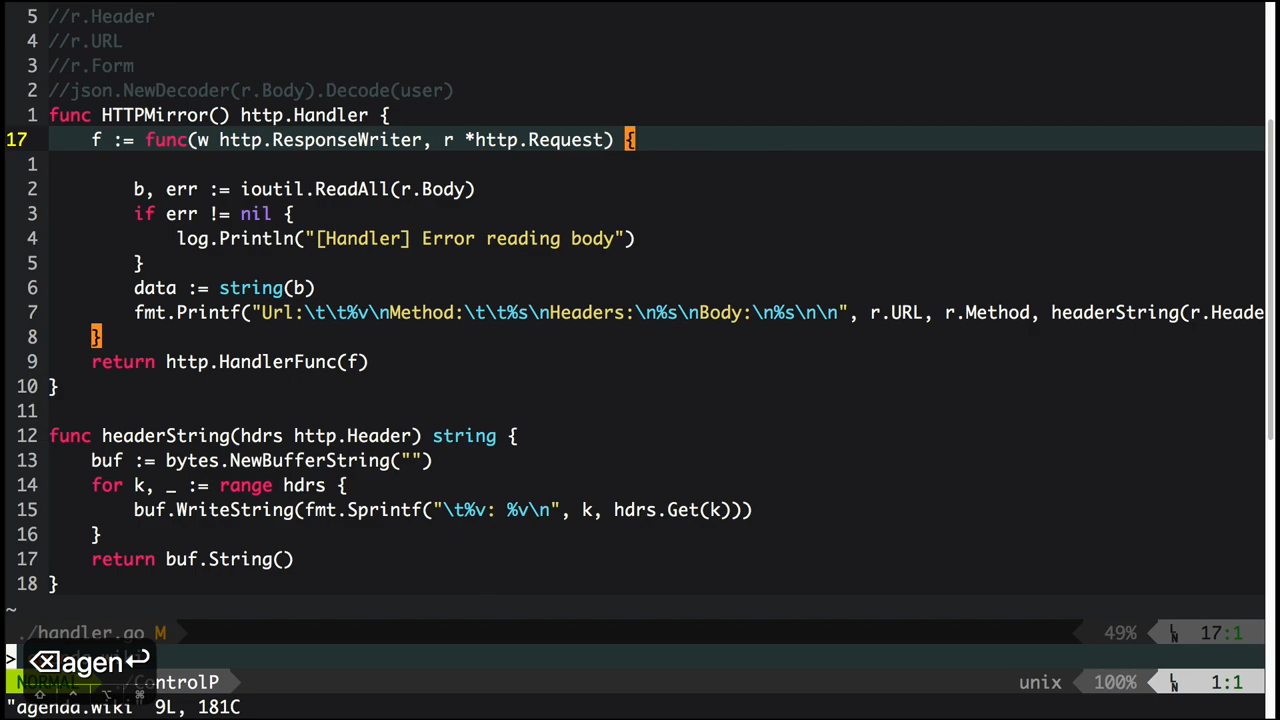 5 //r.Header
4 //r.URL
3 //r.Form
2 //json.NewDecoder(r.Body).Decode(user)
1 func HTTPMirror() http.Handler {
17     f := func(w http.ResponseWriter, r *http.Request) {
1
2         b, err := ioutil.ReadAll(r.Body)
3         if err != nil {
4             log.Println("[Handler] Error reading body")
5         }
6         data := string(b)
7         fmt.Printf("Url:\t\t%v\nMethod:\t\t%s\nHeaders:\n%s\nBody:\n%s\n\n", r.URL, r.Method, headerString(r.Heade
8     }
9     return http.HandlerFunc(f)
10 }
11
12 func headerString(hdrs http.Header) string {
13     buf := bytes.NewBufferString("")
14     for k, _ := range hdrs {
15         buf.WriteString(fmt.Sprintf("\t%v: %v\n", k, hdrs.Get(k)))
16     }
17     return buf.String()
18 }
~
./handler.go M 49% 17:1
> ⌫agen↩
NORMAL ControlP unix 100% 1:1
"agenda.wiki" 9L, 181C